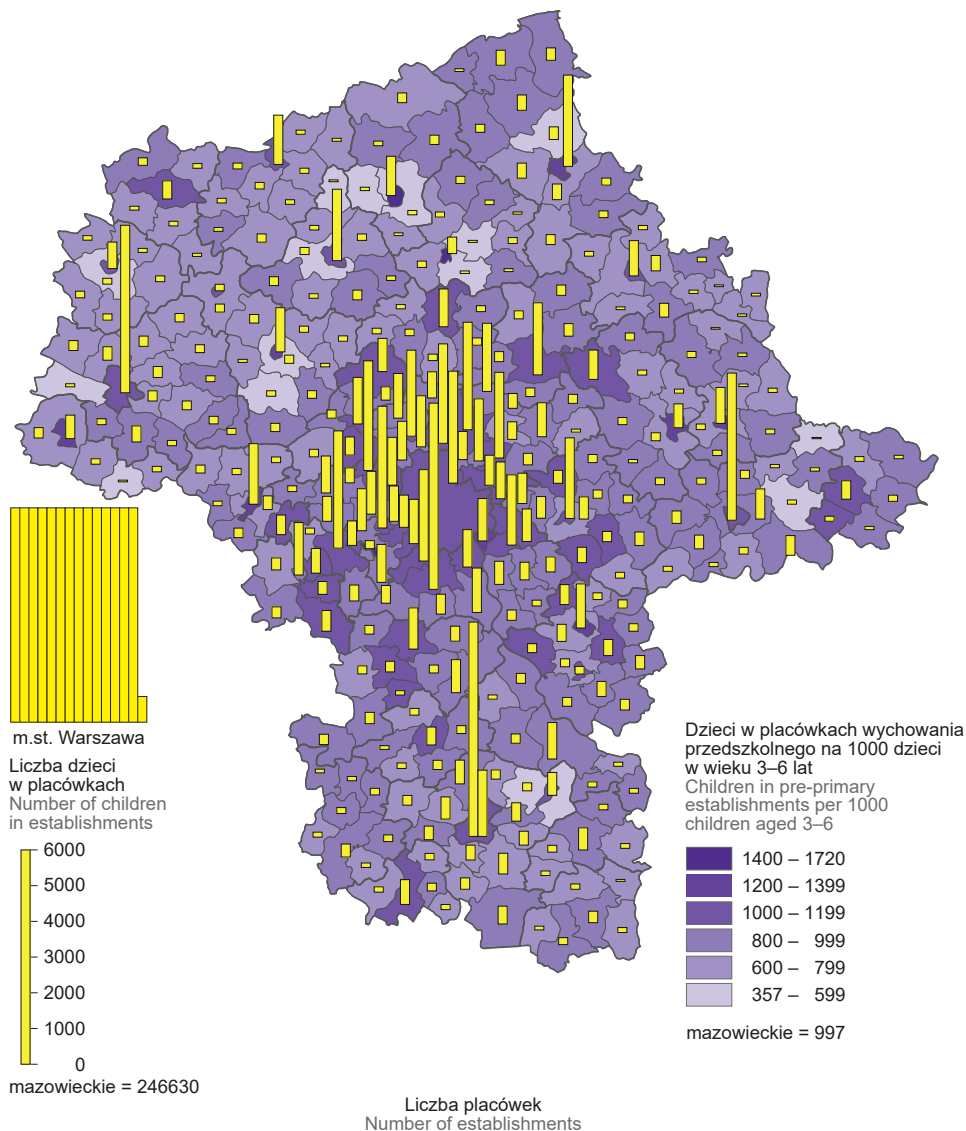 m.st. Warszawa
Liczba dzieci
w placówkach
Number of children
in establishments
6000
5000
4000
3000
2000
1000
0
mazowieckie = 246630
Dzieci w placówkach wychowania
przedszkolnego na 1000 dzieci
w wieku 3–6 lat
Children in pre-primary
establishments per 1000
children aged 3–6
1400 – 1720
1200 – 1399
1000 – 1199
800 – 999
600 – 799
357 – 599
mazowieckie = 997
Liczba placówek
Number of establishments